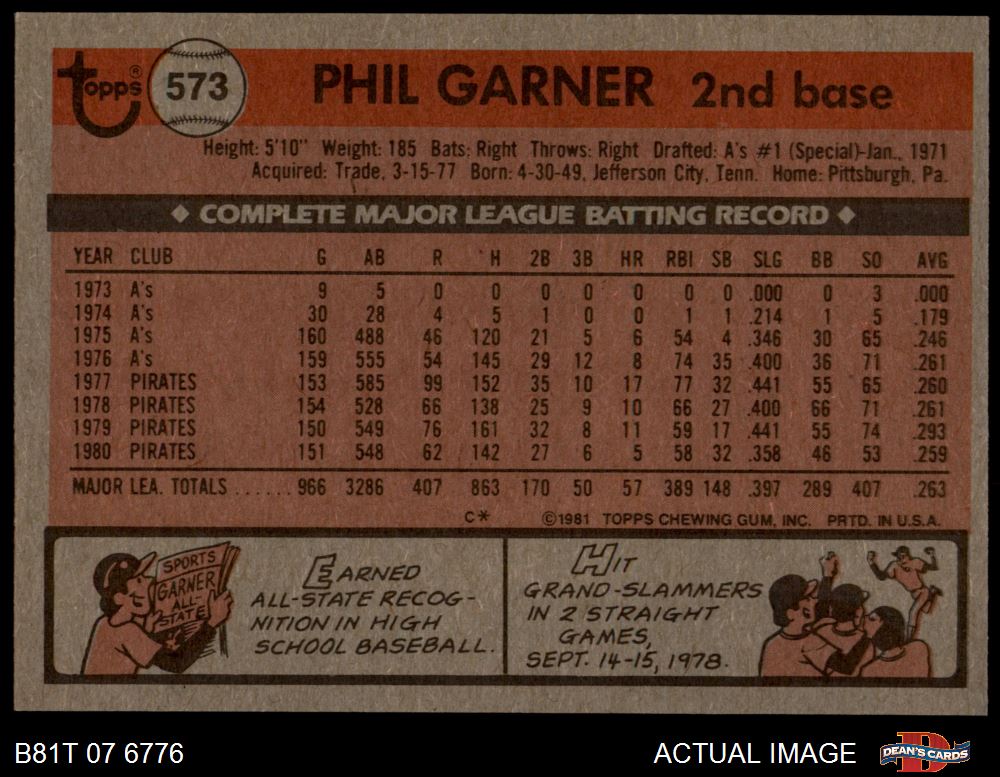 topps® 573 PHIL GARNER 2nd base
Height: 5'10" Weight: 185 Bats: Right Throws: Right Drafted: A's #1 (Special)-Jan., 1971
Acquired: Trade, 3-15-77 Born: 4-30-49, Jefferson City, Tenn. Home: Pittsburgh, Pa.
◆ COMPLETE MAJOR LEAGUE BATTING RECORD ◆
YEAR CLUB G AB R H 2B 3B HR RBI SB SLG BB SO AVG
1973 A's 9 5 0 0 0 0 0 0 0 .000 0 3 .000
1974 A's 30 28 4 5 1 0 0 1 1 .214 1 5 .179
1975 A's 160 488 46 120 21 5 6 54 4 .346 30 65 .246
1976 A's 159 555 54 145 29 12 8 74 35 .400 36 71 .261
1977 PIRATES 153 585 99 152 35 10 17 77 32 .441 55 65 .260
1978 PIRATES 154 528 66 138 25 9 10 66 27 .400 66 71 .261
1979 PIRATES 150 549 76 161 32 8 11 59 17 .441 55 74 .293
1980 PIRATES 151 548 62 142 27 6 5 58 32 .358 46 53 .259
MAJOR LEA. TOTALS ...... 966 3286 407 863 170 50 57 389 148 .397 289 407 .263
C* ©1981 TOPPS CHEWING GUM, INC. PRTD. IN U.S.A.
SPORTS
GARNER
ALL-
STATE
EARNED
ALL-STATE RECOG-
NITION IN HIGH
SCHOOL BASEBALL.
HIT
GRAND-SLAMMERS
IN 2 STRAIGHT
GAMES,
SEPT. 14-15, 1978.
B81T 07 6776 ACTUAL IMAGE DEAN'S CARDS